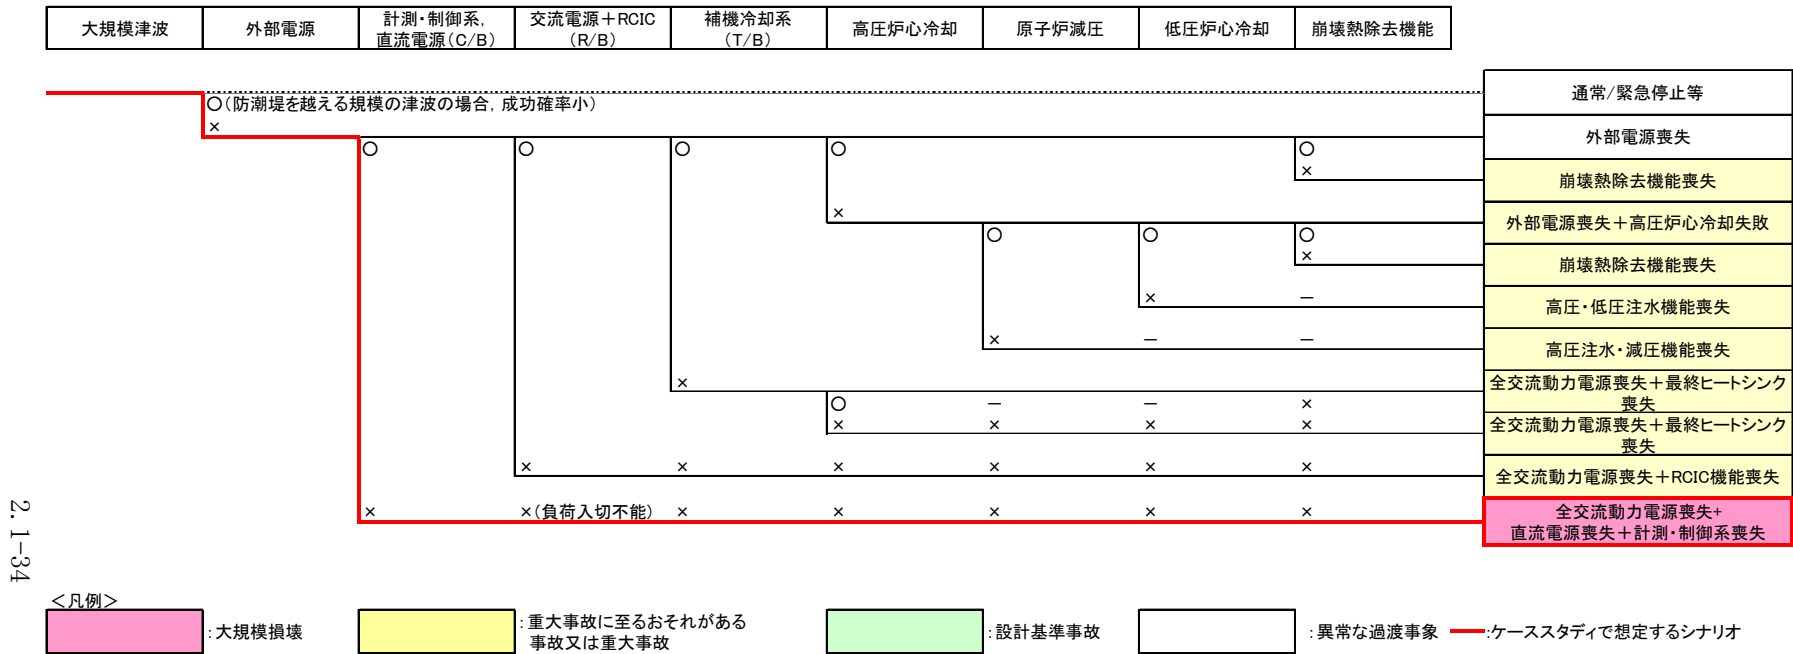 大規模津波
外部電源
計測・制御系，
直流電源（C/B）
交流電源＋RCIC
（R/B）
補機冷却系
（T/B）
高圧炉心冷却
原子炉減圧
低圧炉心冷却
崩壊熱除去機能
通常/緊急停止等
○（防潮堤を越える規模の津波の場合，成功確率小）
×
外部電源喪失
○ ○ ○ ○ ○
×
崩壊熱除去機能喪失
×
外部電源喪失＋高圧炉心冷却失敗
○ ○ ○
×
崩壊熱除去機能喪失
× －
高圧・低圧注水機能喪失
× － －
高圧注水・減圧機能喪失
×
全交流動力電源喪失＋最終ヒートシンク
喪失
○ － － ×
× × × ×
全交流動力電源喪失＋最終ヒートシンク
喪失
× × × × × ×
全交流動力電源喪失＋RCIC機能喪失
× ×（負荷入切不能） × × × × ×
全交流動力電源喪失+
直流電源喪失＋計測・制御系喪失
2.1-34
＜凡例＞
：大規模損壊
：重大事故に至るおそれがある
事故又は重大事故
：設計基準事故
：異常な過渡事象
：ケーススタディで想定するシナリオ